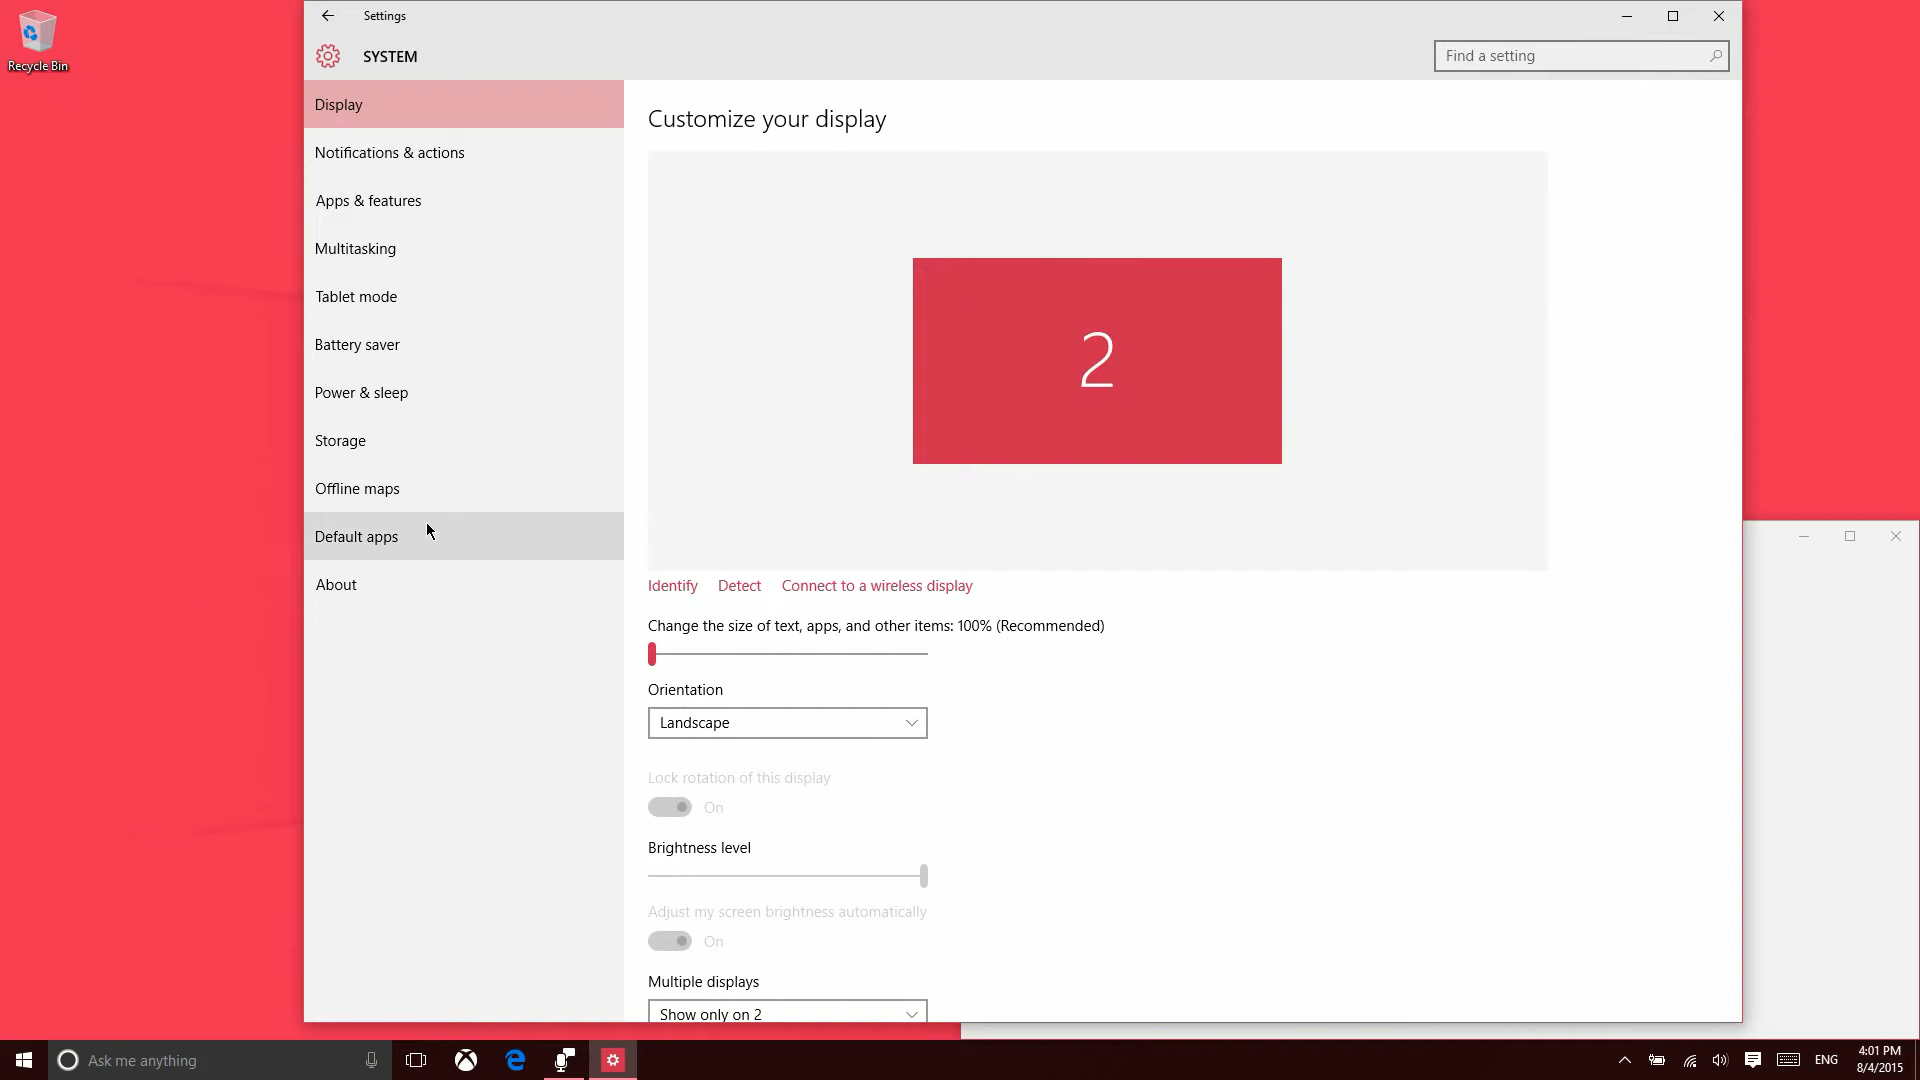 Recycle Bin
Settings
SYSTEM
Find a setting
Display
Notifications & actions
Apps & features
Multitasking
Tablet mode
Battery saver
Power & sleep
Storage
Offline maps
Default apps
About
Customize your display
2
Identify Detect Connect to a wireless display
Change the size of text, apps, and other items: 100% (Recommended)
Orientation
Landscape
Lock rotation of this display
On
Brightness level
Adjust my screen brightness automatically
On
Multiple displays
Show only on 2
Ask me anything
ENG
4:01 PM
8/4/2015